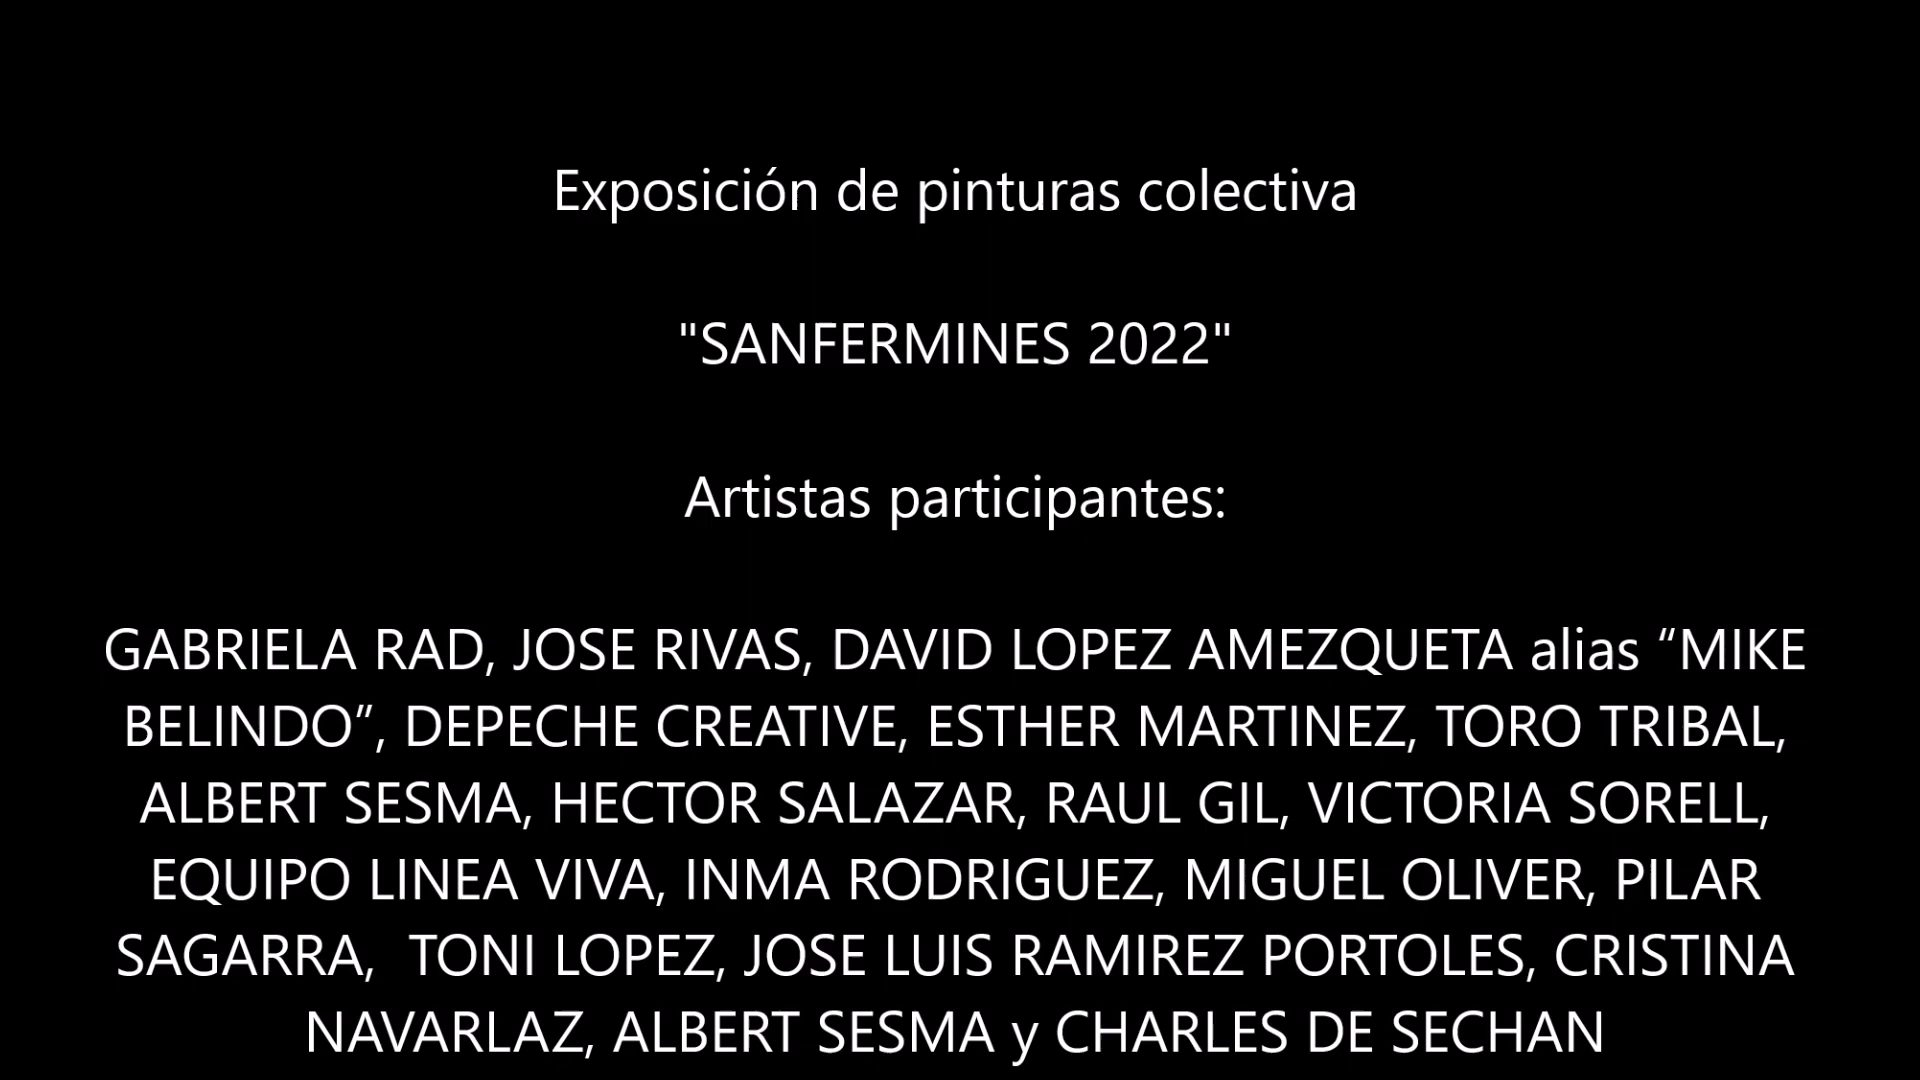 Exposición de pinturas colectiva
"SANFERMINES 2022"
Artistas participantes:
GABRIELA RAD, JOSE RIVAS, DAVID LOPEZ AMEZQUETA alias “MIKE
BELINDO”, DEPECHE CREATIVE, ESTHER MARTINEZ, TORO TRIBAL,
ALBERT SESMA, HECTOR SALAZAR, RAUL GIL, VICTORIA SORELL,
EQUIPO LINEA VIVA, INMA RODRIGUEZ, MIGUEL OLIVER, PILAR
SAGARRA,  TONI LOPEZ, JOSE LUIS RAMIREZ PORTOLES, CRISTINA
NAVARLAZ, ALBERT SESMA y CHARLES DE SECHAN